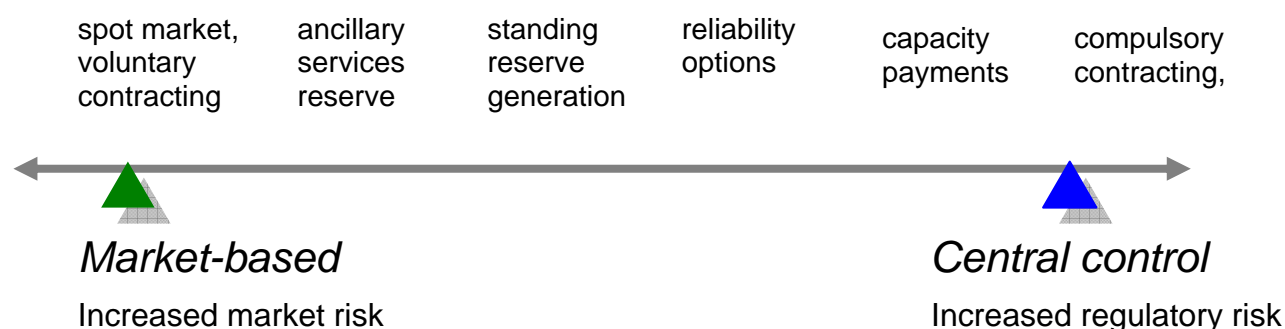 spot market,
voluntary
contracting
ancillary
services
reserve
standing
reserve
generation
reliability
options
capacity
payments
compulsory
contracting,
Market-based
Increased market risk
Central control
Increased regulatory risk